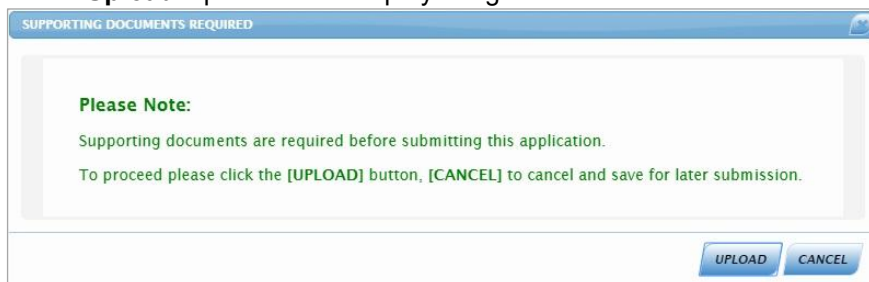 SUPPORTING DOCUMENTS REQUIRED
Please Note:
Supporting documents are required before submitting this application.
To proceed please click the [UPLOAD] button, [CANCEL] to cancel and save for later submission.
UPLOAD CANCEL